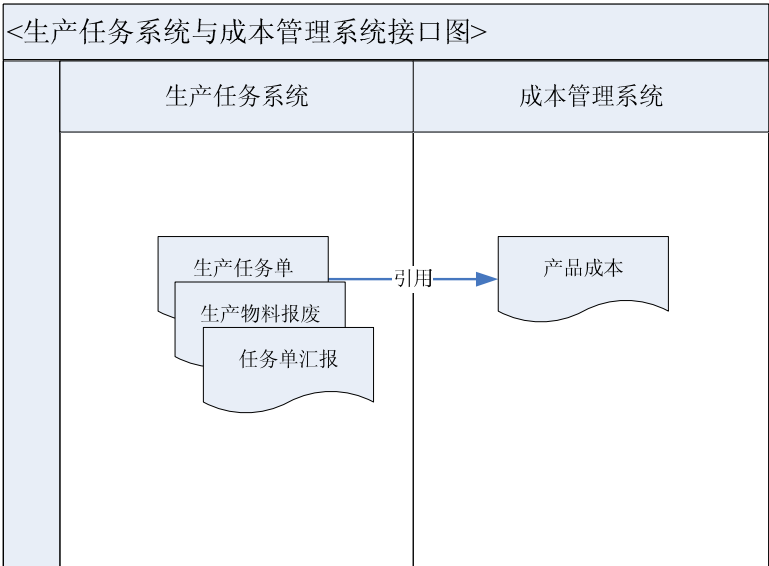 <生产任务系统与成本管理系统接口图>
生产任务系统
成本管理系统
生产任务单
引用
产品成本
生产物料报废
任务单汇报